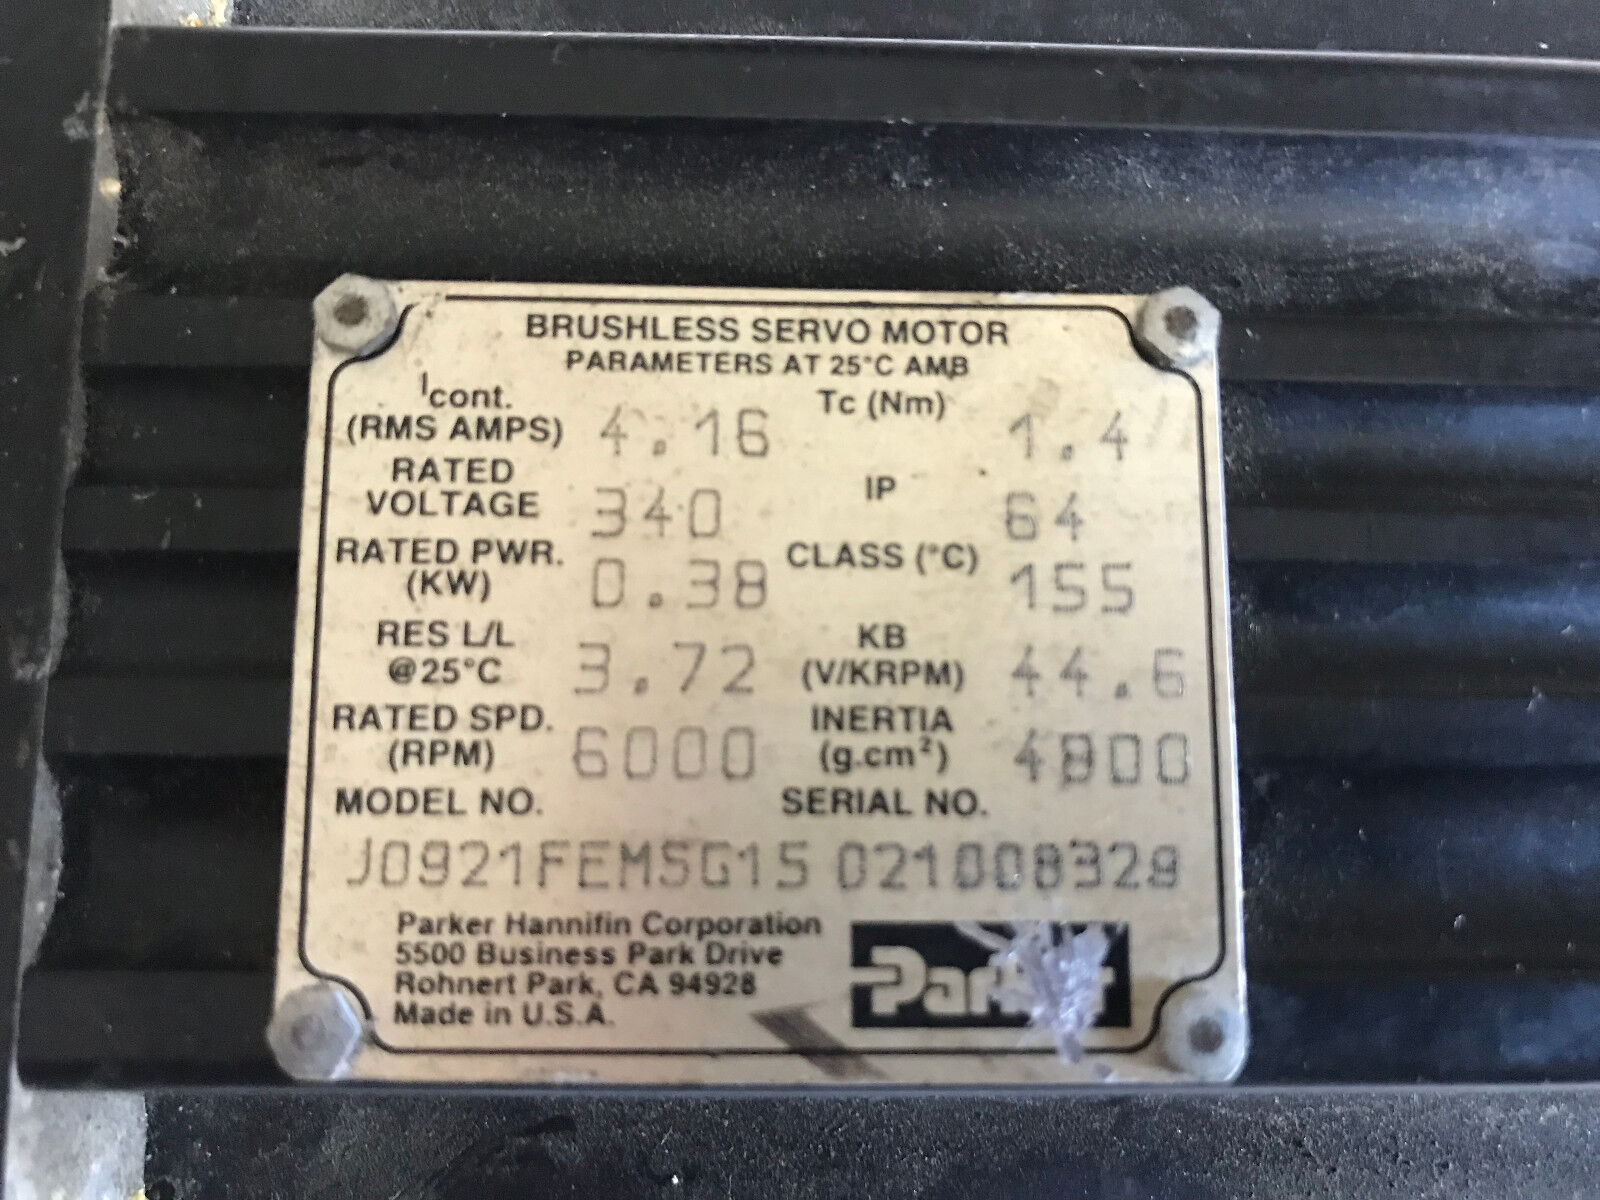 BRUSHLESS SERVO MOTOR
PARAMETERS AT 25°C AMB
Icont. (RMS AMPS) 4.16 Tc (Nm) 1.4
RATED VOLTAGE 340 IP 64
RATED PWR. (KW) 0.38 CLASS (°C) 155
RES L/L @25°C 3.72 KB (V/KRPM) 44.6
RATED SPD. (RPM) 6000 INERTIA (g.cm²) 4800
MODEL NO. SERIAL NO.
J0921FEMSG15 021008329
Parker Hannifin Corporation
5500 Business Park Drive
Rohnert Park, CA 94928
Made in U.S.A.
Parker